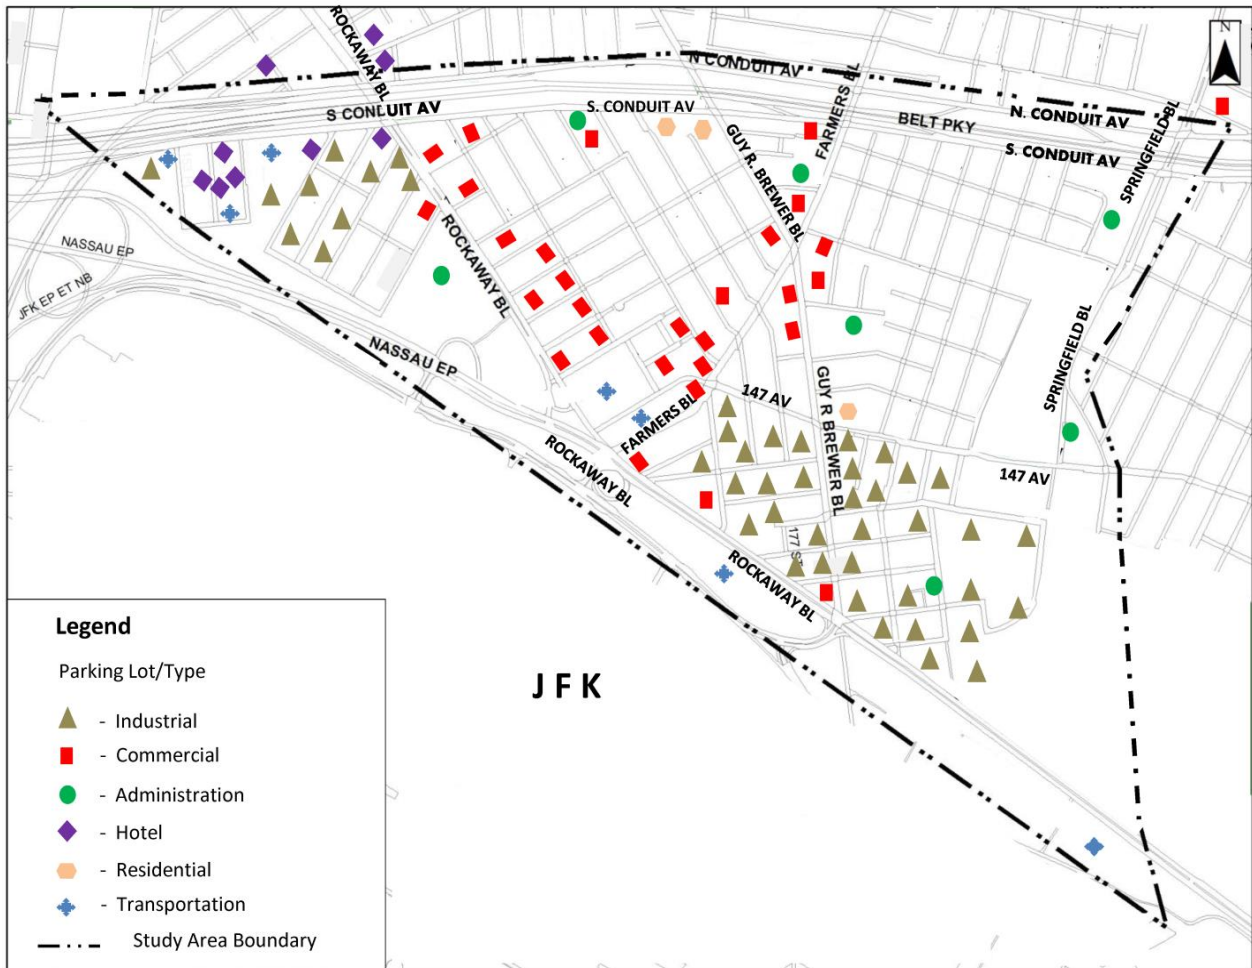 N
ROCKAWAY BL
N CONDUIT AV
S CONDUIT AV
S. CONDUIT AV
FARMERS BL
BELT PKY
N. CONDUIT AV
S. CONDUIT AV
SPRINGFIELD BL
GUY R. BREWER BL
ROCKAWAY BL
NASSAU EP
JFK EP ET NB
NASSAU EP
SPRINGFIELD BL
147 AV
GUY R BREWER BL
FARMERS BL
ROCKAWAY BL
147 AV
177 ST
ROCKAWAY BL
J F K
Legend
Parking Lot/Type
- Industrial
- Commercial
- Administration
- Hotel
- Residential
- Transportation
Study Area Boundary